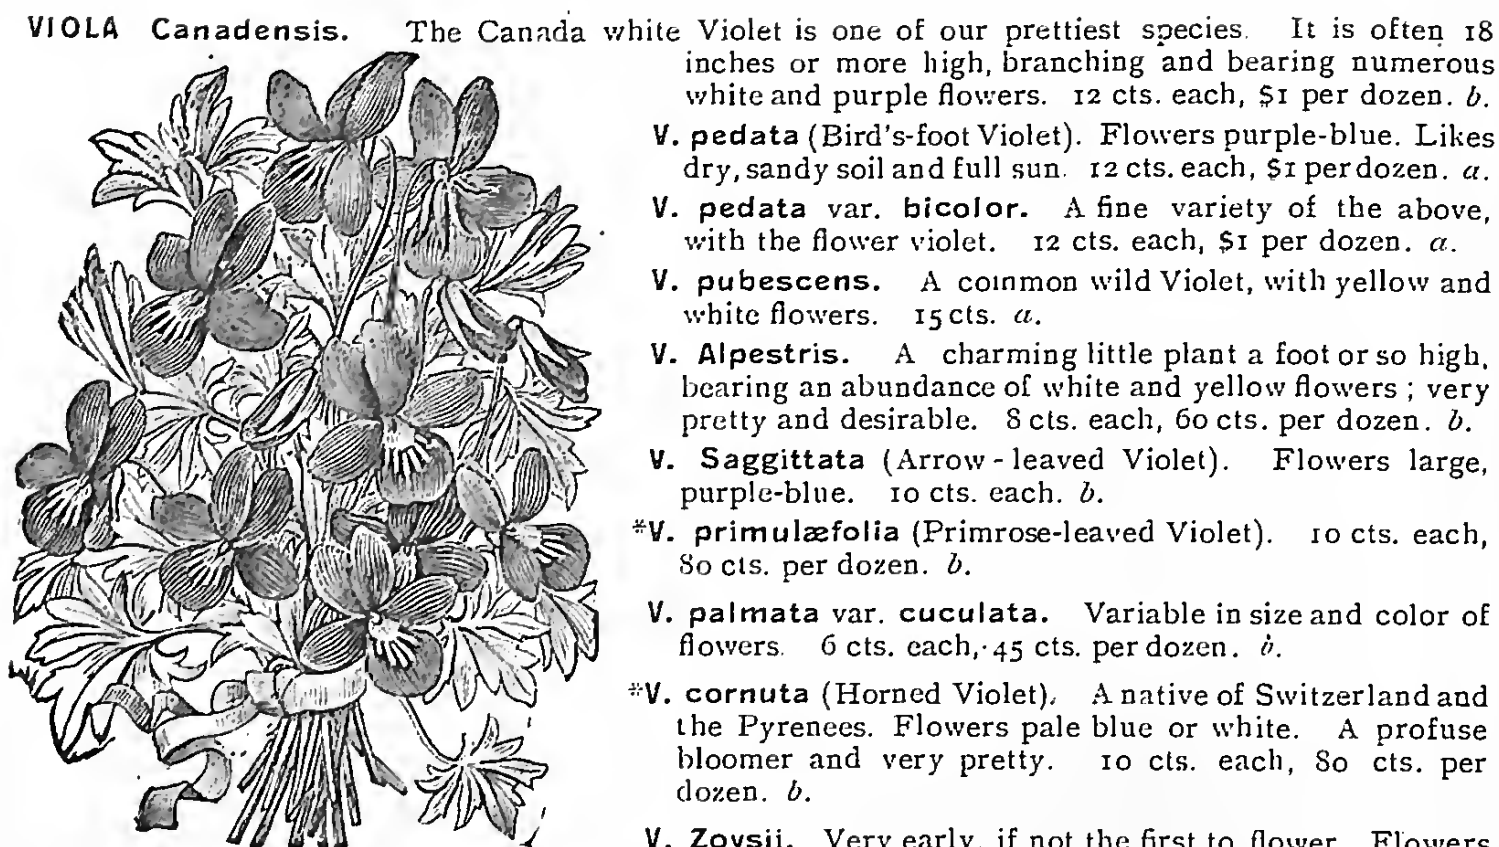 VIOLA Canadensis. The Canada white Violet is one of our prettiest species. It is often 18
inches or more high, branching and bearing numerous
white and purple flowers. 12 cts. each, $1 per dozen. b.
V. pedata (Bird's-foot Violet). Flowers purple-blue. Likes
dry, sandy soil and full sun. 12 cts. each, $1 per dozen. a.
V. pedata var. bicolor. A fine variety of the above,
with the flower violet. 12 cts. each, $1 per dozen. a.
V. pubescens. A common wild Violet, with yellow and
white flowers. 15 cts. a.
V. Alpestris. A charming little plant a foot or so high,
bearing an abundance of white and yellow flowers ; very
pretty and desirable. 8 cts. each, 60 cts. per dozen. b.
V. Saggittata (Arrow-leaved Violet). Flowers large,
purple-blue. 10 cts. each. b.
*V. primulæfolia (Primrose-leaved Violet). 10 cts. each,
80 cts. per dozen. b.
V. palmata var. cuculata. Variable in size and color of
flowers. 6 cts. each, 45 cts. per dozen. b.
*V. cornuta (Horned Violet). A native of Switzerland and
the Pyrenees. Flowers pale blue or white. A profuse
bloomer and very pretty. 10 cts. each, 80 cts. per
dozen. b.
V. Zoysii. Very early, if not the first to flower. Flowers